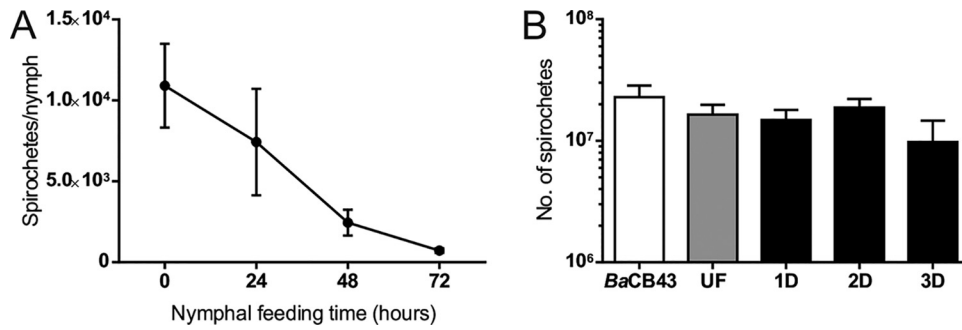 A
Spirochetes/nymph
1.5×10⁴
1.0×10⁴
5.0×10³
0
0 24 48 72
Nymphal feeding time (hours)
B
No. of spirochetes
10⁸
10⁷
10⁶
BaCB43 UF 1D 2D 3D